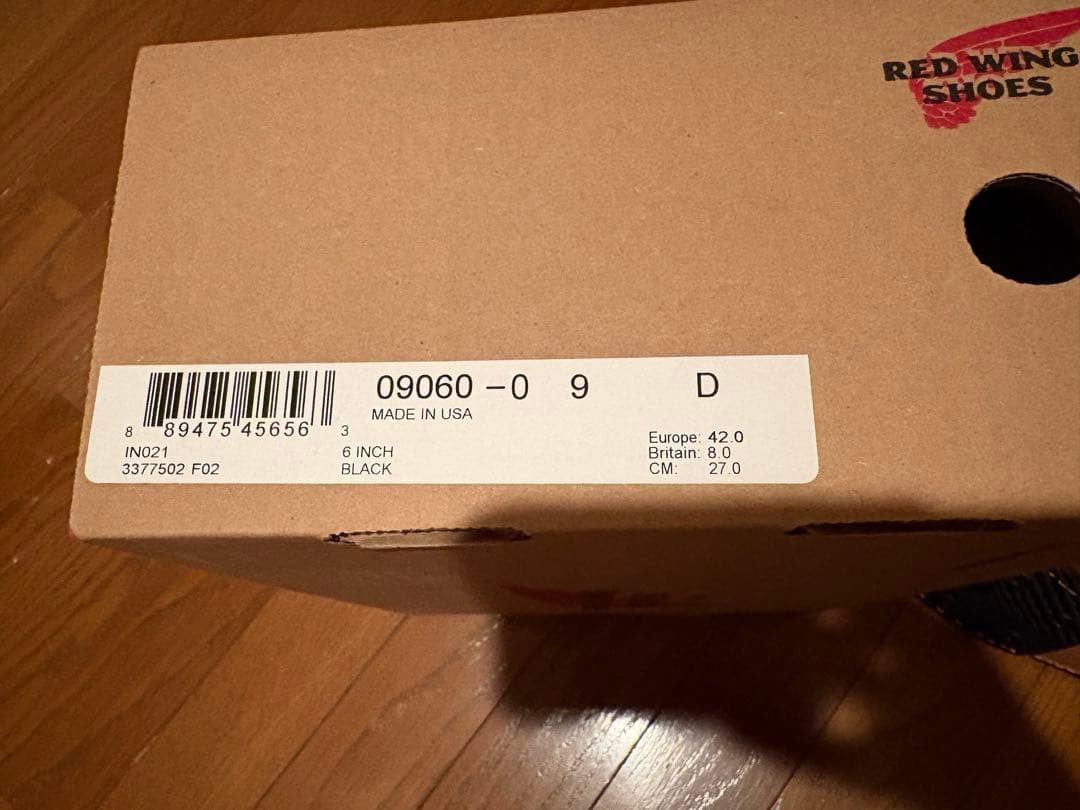 RED WING
SHOES
09060 -0 9 D
MADE IN USA
8 89475 45656 3
IN021
3377502 F02
6 INCH
BLACK
Europe: 42.0
Britain: 8.0
CM: 27.0